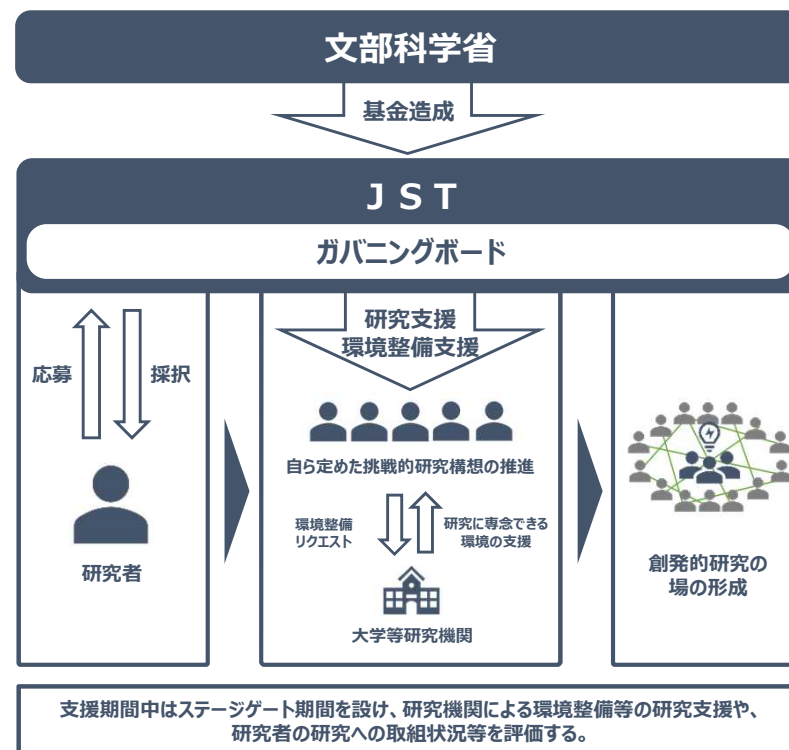 文部科学省
基金造成
ＪＳＴ
ガバニングボード
応募
採択
研究者
研究支援
環境整備支援
自ら定めた挑戦的研究構想の推進
環境整備
リクエスト
研究に専念できる
環境の支援
大学等研究機関
創発的研究の
場の形成
支援期間中はステージゲート期間を設け、研究機関による環境整備等の研究支援や、
研究者の研究への取組状況等を評価する。